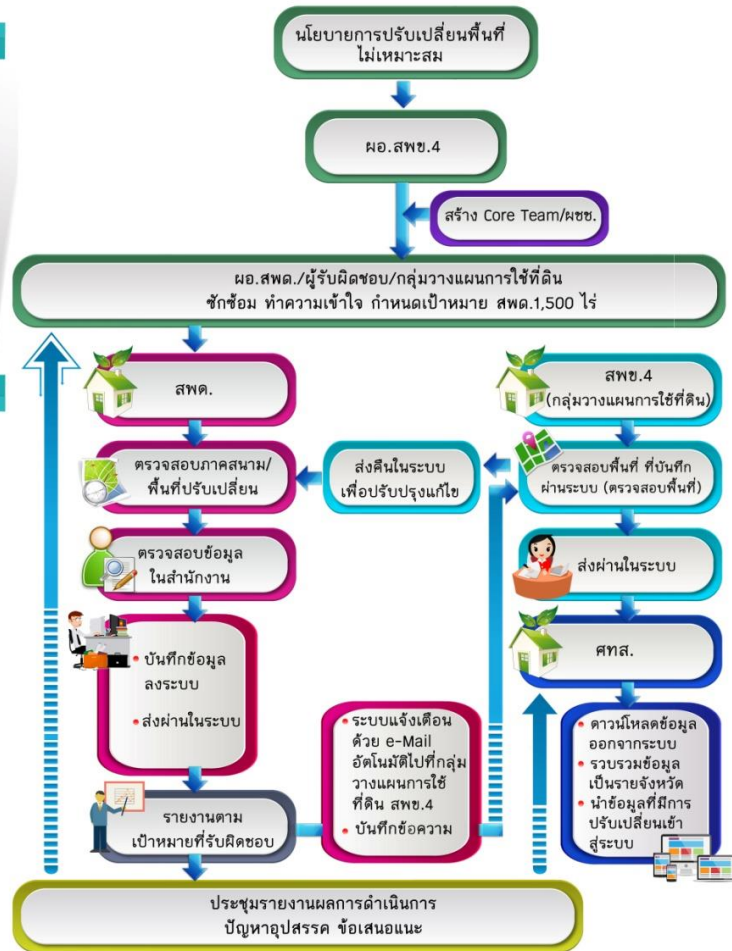 นโยบายการปรับเปลี่ยนพื้นที่
ไม่เหมาะสม
ผอ.สพข.4
สร้าง Core Team/ผชช.
ผอ.สพด./ผู้รับผิดชอบ/กลุ่มวางแผนการใช้ที่ดิน
ซักซ้อม ทำความเข้าใจ กำหนดเป้าหมาย สพด.1,500 ไร่
สพด.
ตรวจสอบภาคสนาม/
พื้นที่ปรับเปลี่ยน
ตรวจสอบข้อมูล
ในสำนักงาน
• บันทึกข้อมูล
ลงระบบ
• ส่งผ่านในระบบ
รายงานตาม
เป้าหมายที่รับผิดชอบ
• ระบบแจ้งเตือน
ด้วย e-Mail
อัตโนมัติไปที่กลุ่ม
วางแผนการใช้
ที่ดิน สพข.4
• บันทึกข้อความ
ส่งคืนในระบบ
เพื่อปรับปรุงแก้ไข
สพข.4
(กลุ่มวางแผนการใช้ที่ดิน)
ตรวจสอบพื้นที่ ที่บันทึก
ผ่านระบบ (ตรวจสอบพื้นที่)
ส่งผ่านในระบบ
ศทส.
• ดาวน์โหลดข้อมูล
ออกจากระบบ
• รวบรวมข้อมูล
เป็นรายจังหวัด
• นำข้อมูลที่มีการ
ปรับเปลี่ยนเข้า
สู่ระบบ
ประชุมรายงานผลการดำเนินการ
ปัญหาอุปสรรค ข้อเสนอแนะ